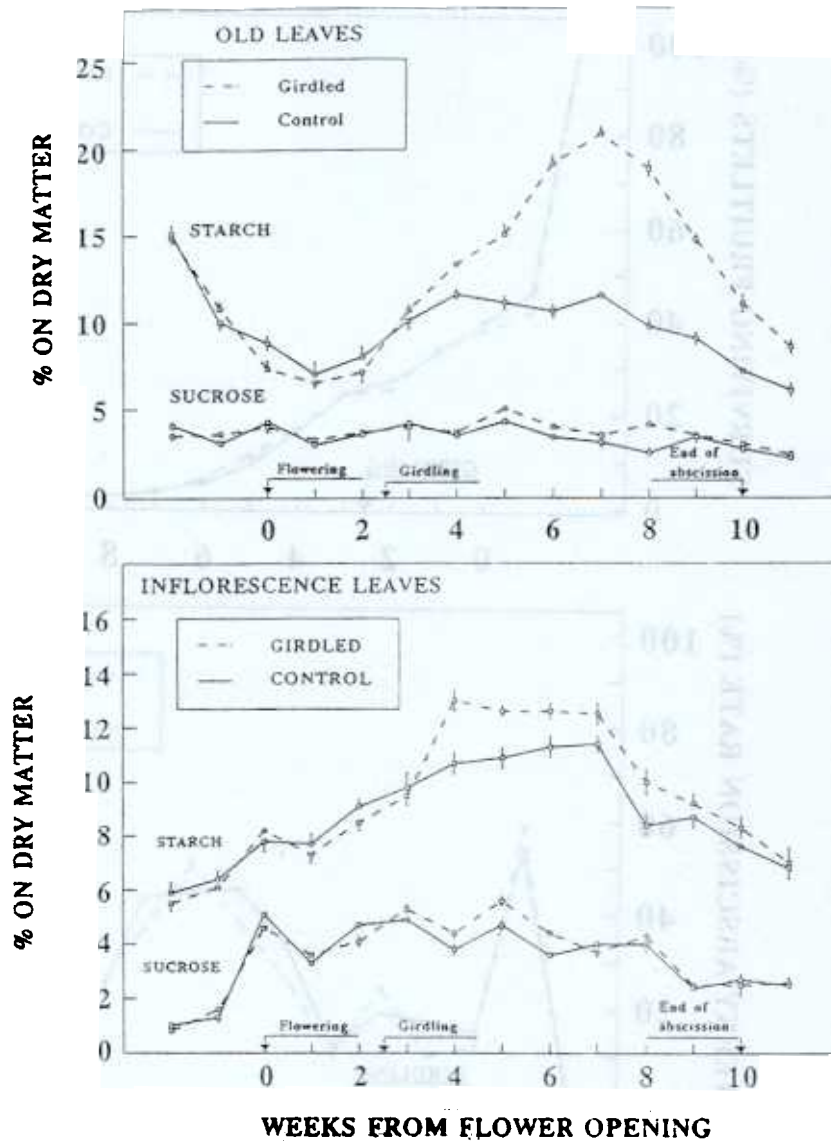 OLD LEAVES
25
20
15
10
5
0
% ON DRY MATTER
Girdled
Control
STARCH
SUCROSE
Flowering
Girdling
End of
abscission
0 2 4 6 8 10
INFLORESCENCE LEAVES
16
14
12
10
8
6
4
2
0
% ON DRY MATTER
GIRDLED
CONTROL
STARCH
SUCROSE
Flowering
Girdling
End of
abscission
0 2 4 6 8 10
WEEKS FROM FLOWER OPENING